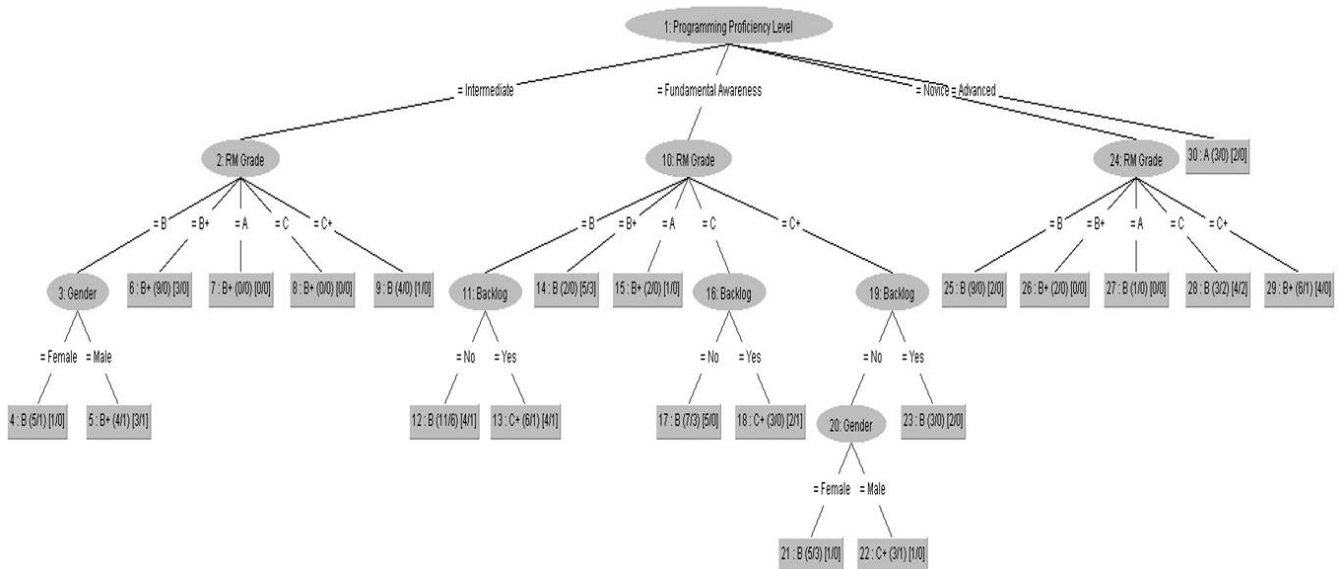 1: Programming Proficiency Level
= Intermediate
= Fundamental Awareness
= Novice
= Advanced
2: RM Grade
10: RM Grade
24: RM Grade
30 : A (3/0) [2/0]
= B
= B+
= A
= C
= C+
= B
= B+
= A
= C
= C+
= B
= B+
= A
= C
= C+
3: Gender
6 : B+ (9/0) [3/0]
7 : B+ (0/0) [0/0]
8 : B+ (0/0) [0/0]
9 : B (4/0) [1/0]
11: Backlog
14 : B (2/0) [5/3]
15 : B+ (2/0) [1/0]
16: Backlog
19: Backlog
25 : B (9/0) [2/0]
26 : B+ (2/0) [0/0]
27 : B (1/0) [0/0]
28 : B (3/2) [4/2]
29 : B+ (6/1) [4/0]
= Female
= Male
= No
= Yes
= No
= Yes
= No
= Yes
4 : B (5/1) [1/0]
5 : B+ (4/1) [3/1]
12 : B (11/6) [4/1]
13 : C+ (6/1) [4/1]
17 : B (7/3) [5/0]
18 : C+ (3/0) [2/1]
20: Gender
23 : B (3/0) [2/0]
= Female
= Male
21 : B (5/3) [1/0]
22 : C+ (3/1) [1/0]